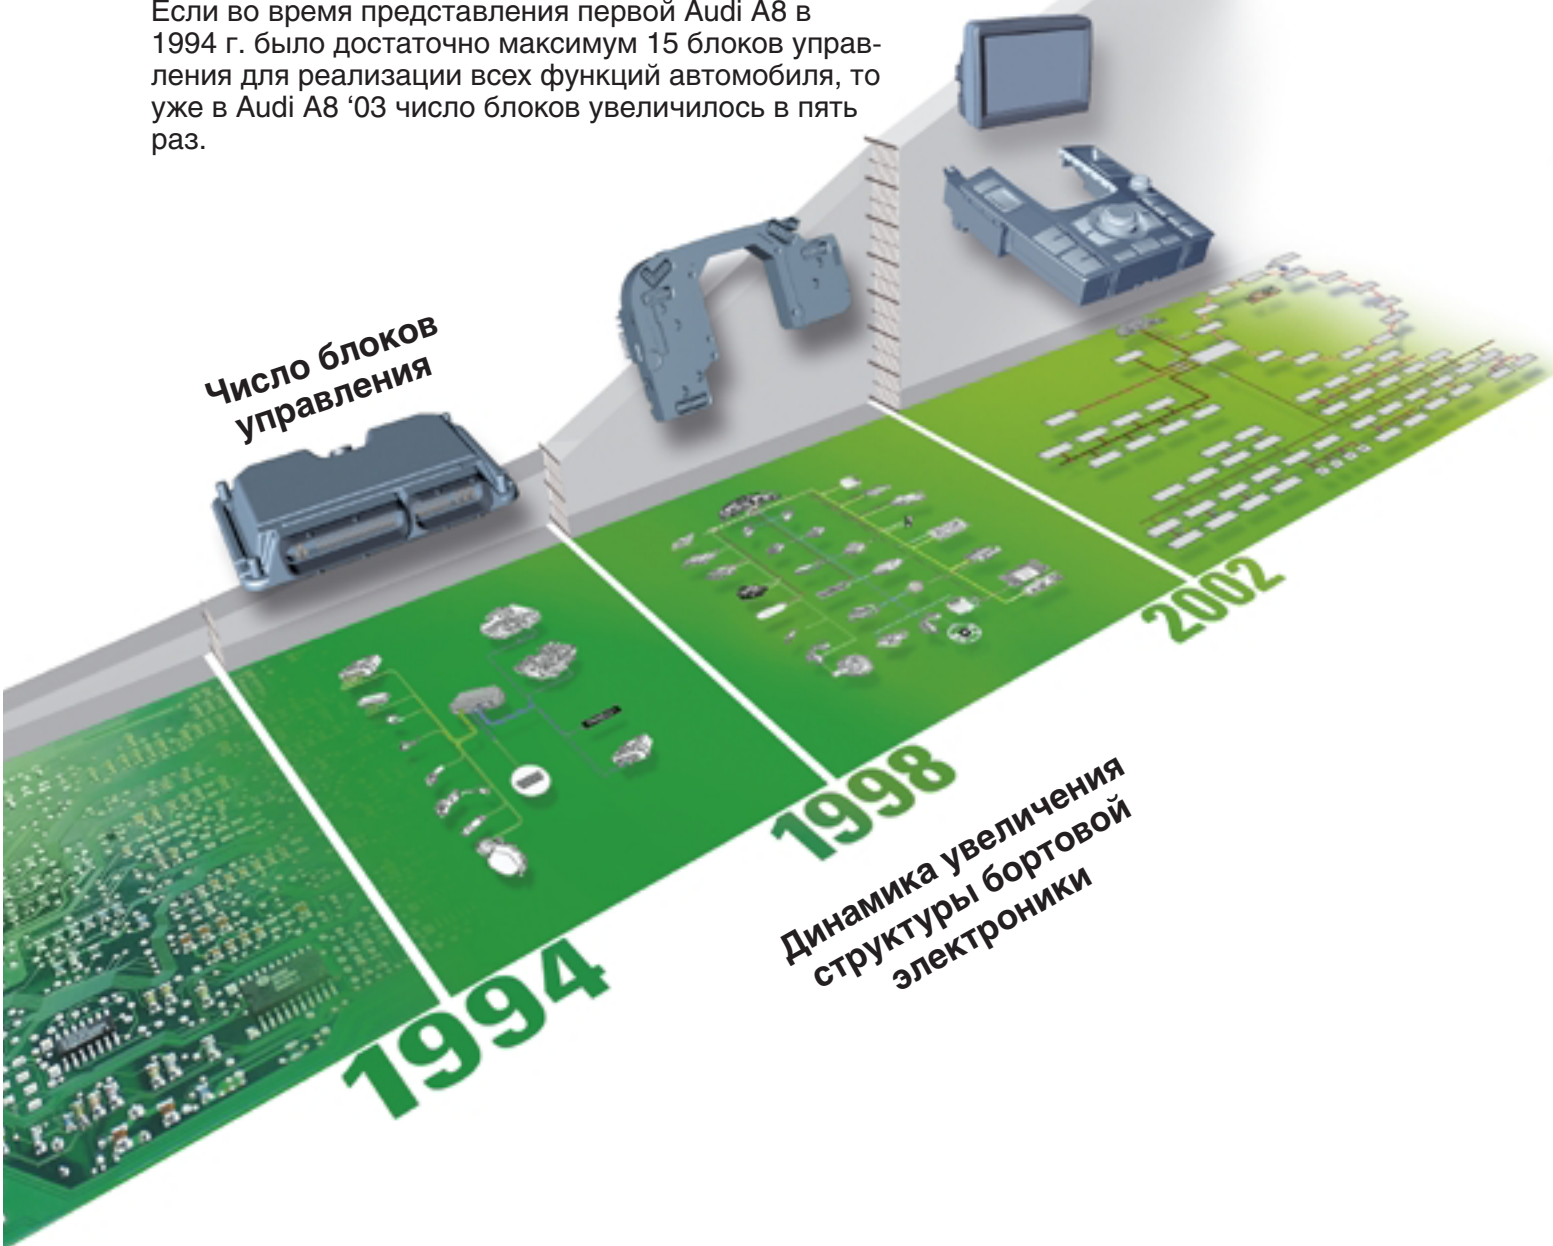 Если во время представления первой Audi A8 в
1994 г. было достаточно максимум 15 блоков управ-
ления для реализации всех функций автомобиля, то
уже в Audi A8 ‘03 число блоков увеличилось в пять
раз.
Число блоков
управления
1994
1998
2002
Динамика увеличения
структуры бортовой
электроники